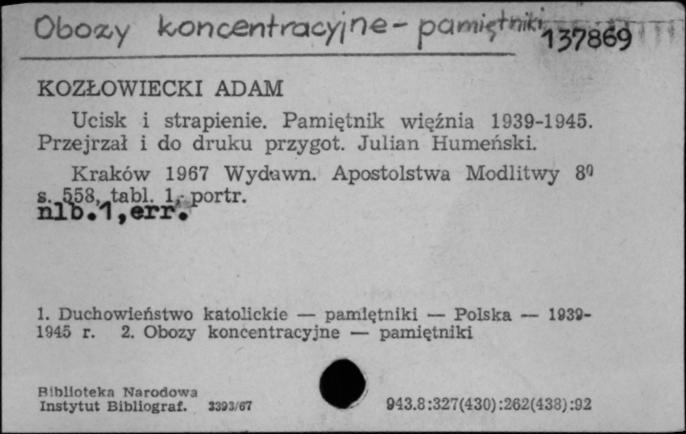 Obozy koncentracyjne - pamiętniki
137869
KOZŁOWIECKI ADAM
Ucisk i strapienie. Pamiętnik więźnia 1939-1945.
Przejrzał i do druku przygot. Julian Humeński.
Kraków 1967 Wydawn. Apostolstwa Modlitwy 8⁰
s. 558, tabl. 1, portr.
nlb.1,err.
1. Duchowieństwo katolickie — pamiętniki — Polska — 1939-
1945 r. 2. Obozy koncentracyjne — pamiętniki
Biblioteka Narodowa
Instytut Bibliograf. 3393/67
943.8:327(430):262(438):92